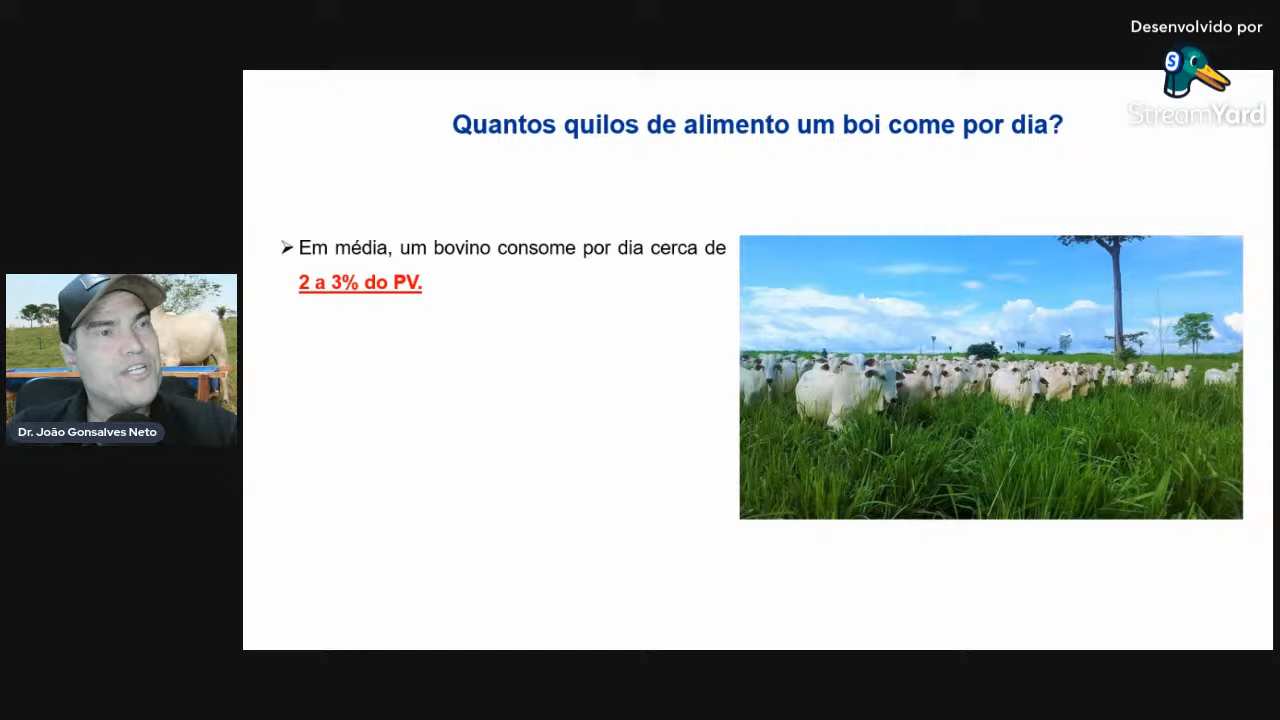 Desenvolvido por
S
StreamYard
Quantos quilos de alimento um boi come por dia?
➢ Em média, um bovino consome por dia cerca de
2 a 3% do PV.
Dr. João Gonsalves Neto